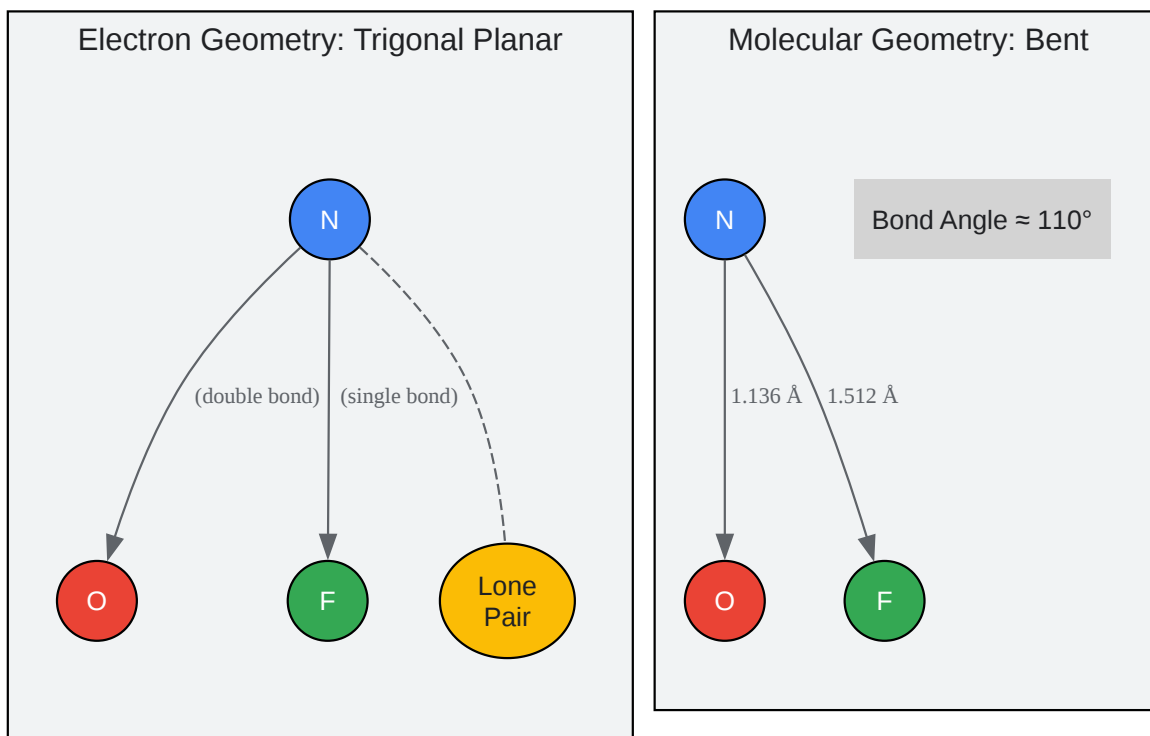 Electron Geometry: Trigonal Planar
N
(double bond)
(single bond)
O
F
Lone
Pair
Molecular Geometry: Bent
N
Bond Angle ≈ 110°
1.136 Å
1.512 Å
O
F